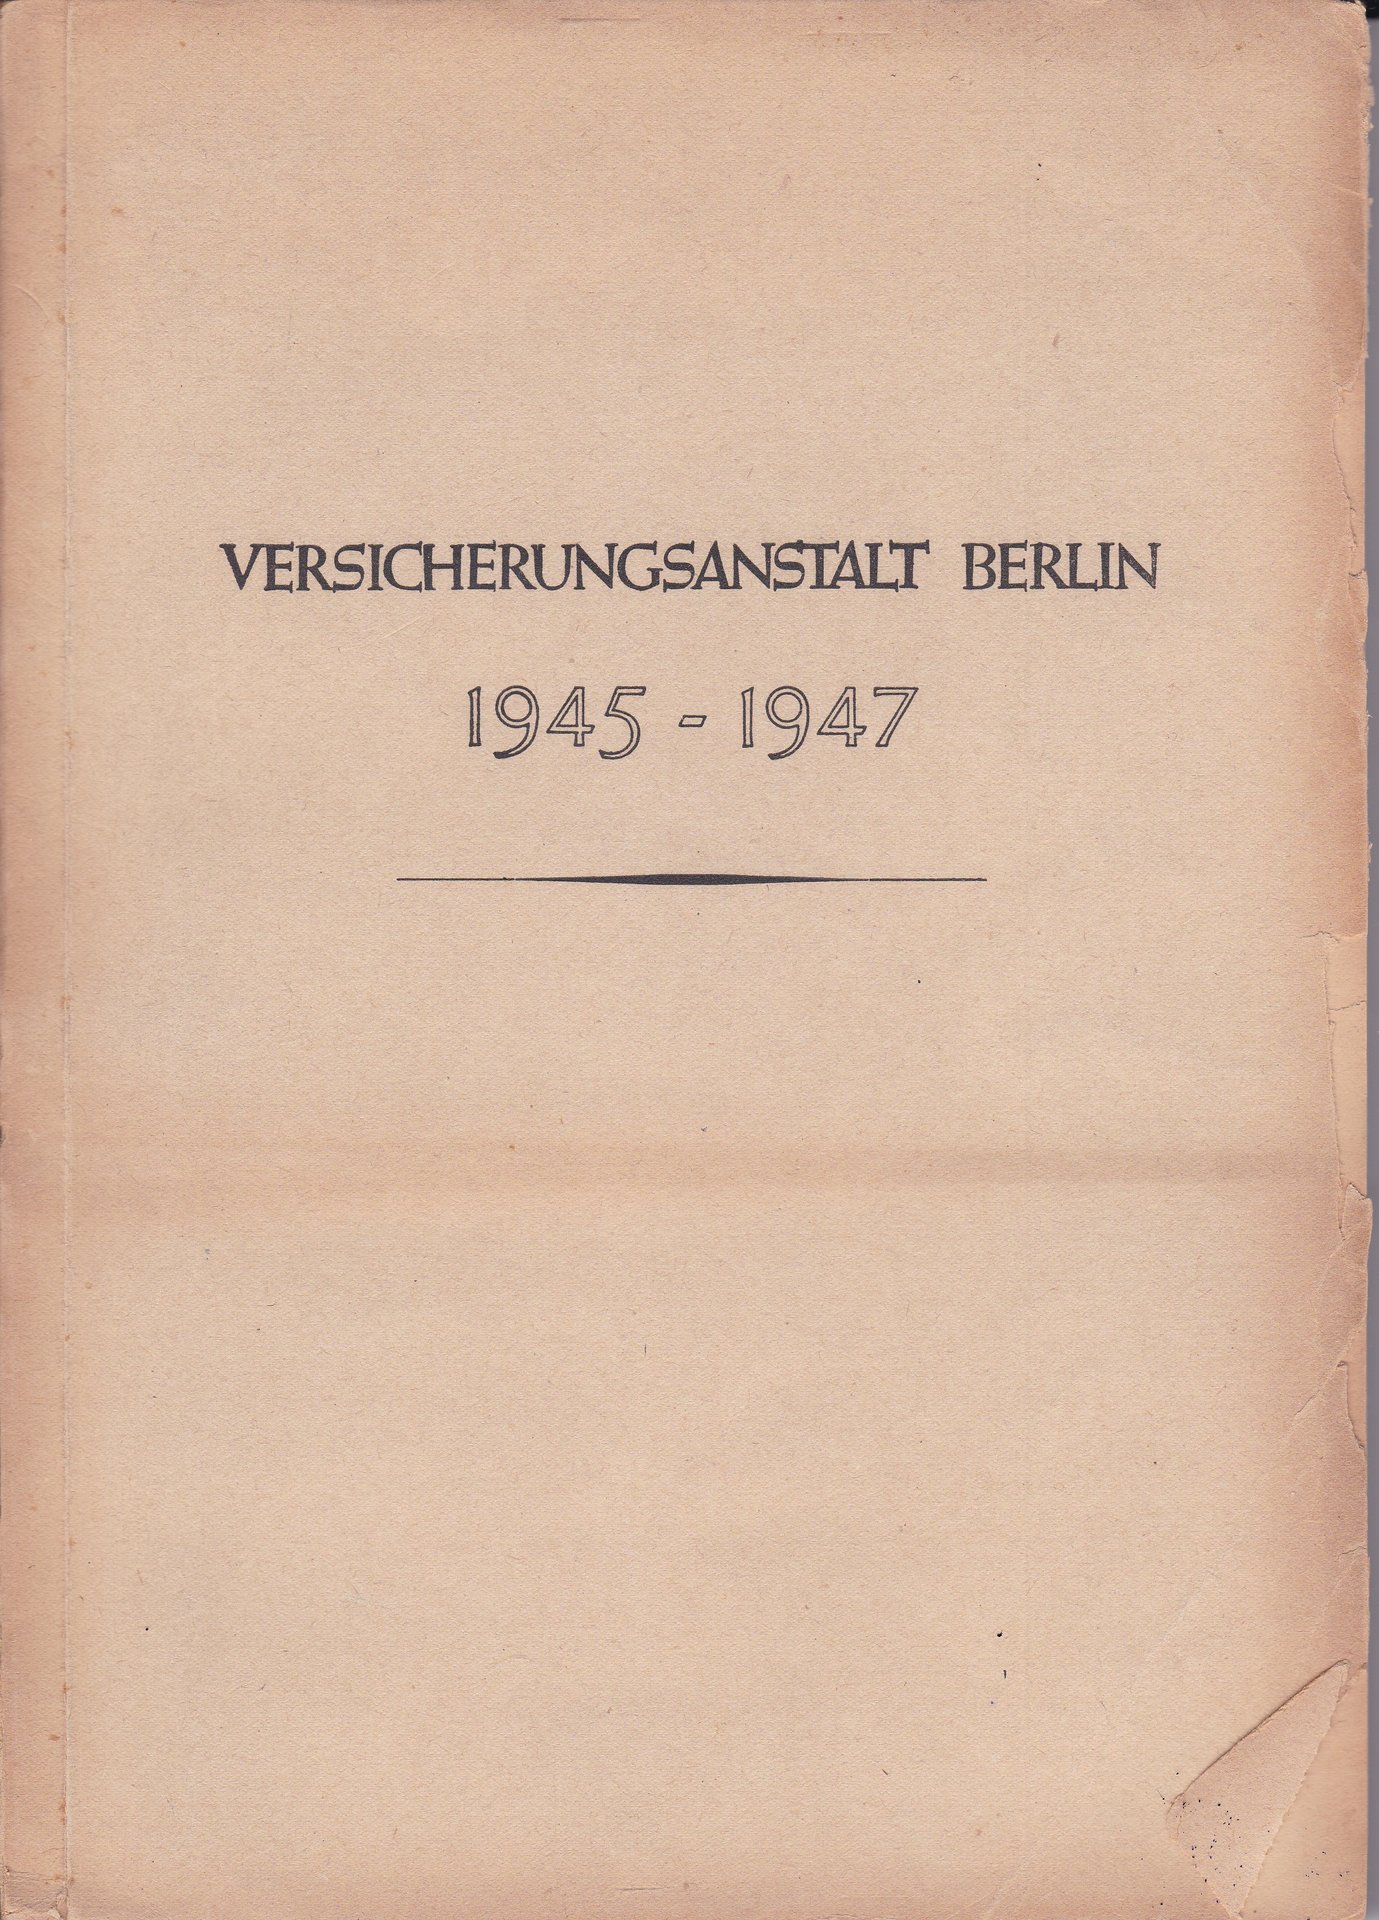 VERSICHERUNGSANSTALT BERLIN
1945 - 1947